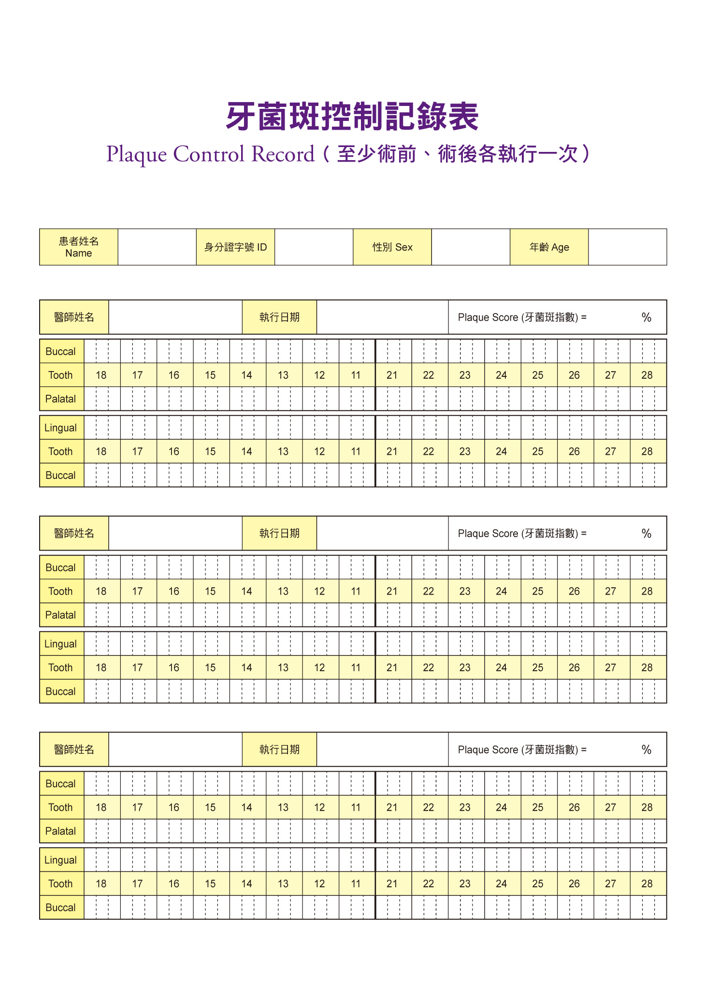 牙菌斑控制記錄表
Plaque Control Record（至少術前、術後各執行一次）
患者姓名 Name 身分證字號 ID 性別 Sex 年齡 Age
醫師姓名 執行日期 Plaque Score (牙菌斑指數) = %
Buccal
Tooth 18 17 16 15 14 13 12 11 21 22 23 24 25 26 27 28
Palatal
Lingual
Tooth 18 17 16 15 14 13 12 11 21 22 23 24 25 26 27 28
Buccal
醫師姓名 執行日期 Plaque Score (牙菌斑指數) = %
Buccal
Tooth 18 17 16 15 14 13 12 11 21 22 23 24 25 26 27 28
Palatal
Lingual
Tooth 18 17 16 15 14 13 12 11 21 22 23 24 25 26 27 28
Buccal
醫師姓名 執行日期 Plaque Score (牙菌斑指數) = %
Buccal
Tooth 18 17 16 15 14 13 12 11 21 22 23 24 25 26 27 28
Palatal
Lingual
Tooth 18 17 16 15 14 13 12 11 21 22 23 24 25 26 27 28
Buccal